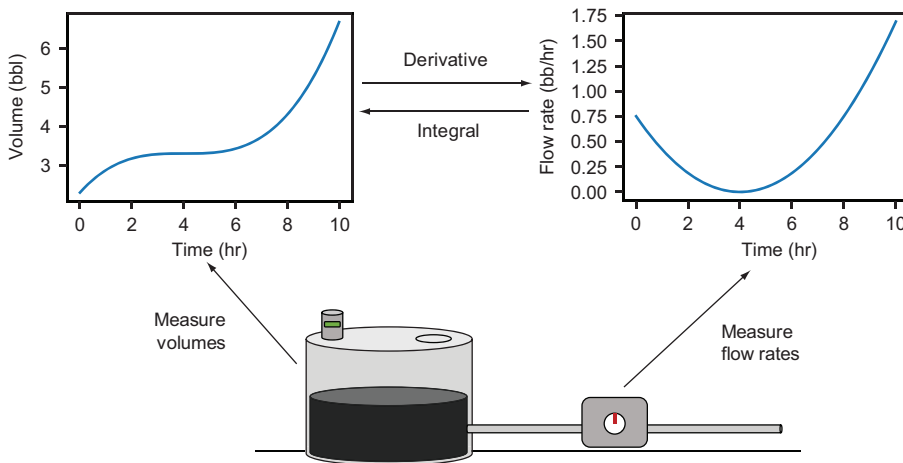 6
5
4
3
Volume (bbl)
0 2 4 6 8 10
Time (hr)
Derivative
Integral
1.75
1.50
1.25
1.00
0.75
0.50
0.25
0.00
Flow rate (bb/hr)
0 2 4 6 8 10
Time (hr)
Measure
volumes
Measure
flow rates